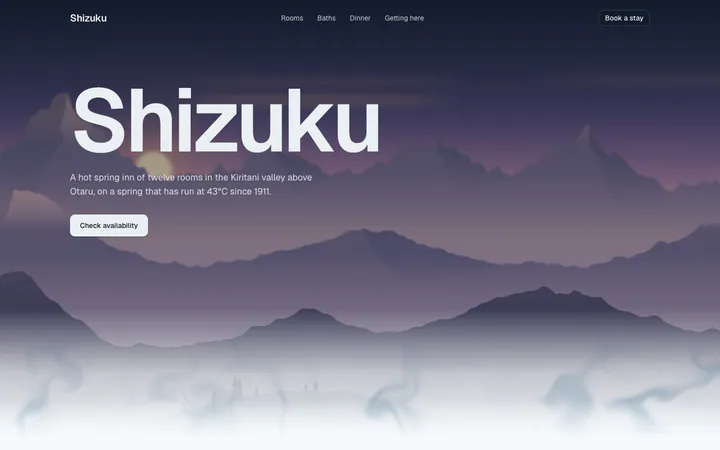 Shizuku
Rooms
Baths
Dinner
Getting here
Book a stay
Shizuku
A hot spring inn of twelve rooms in the Kiritani valley above
Otaru, on a spring that has run at 43°C since 1911.
Check availability